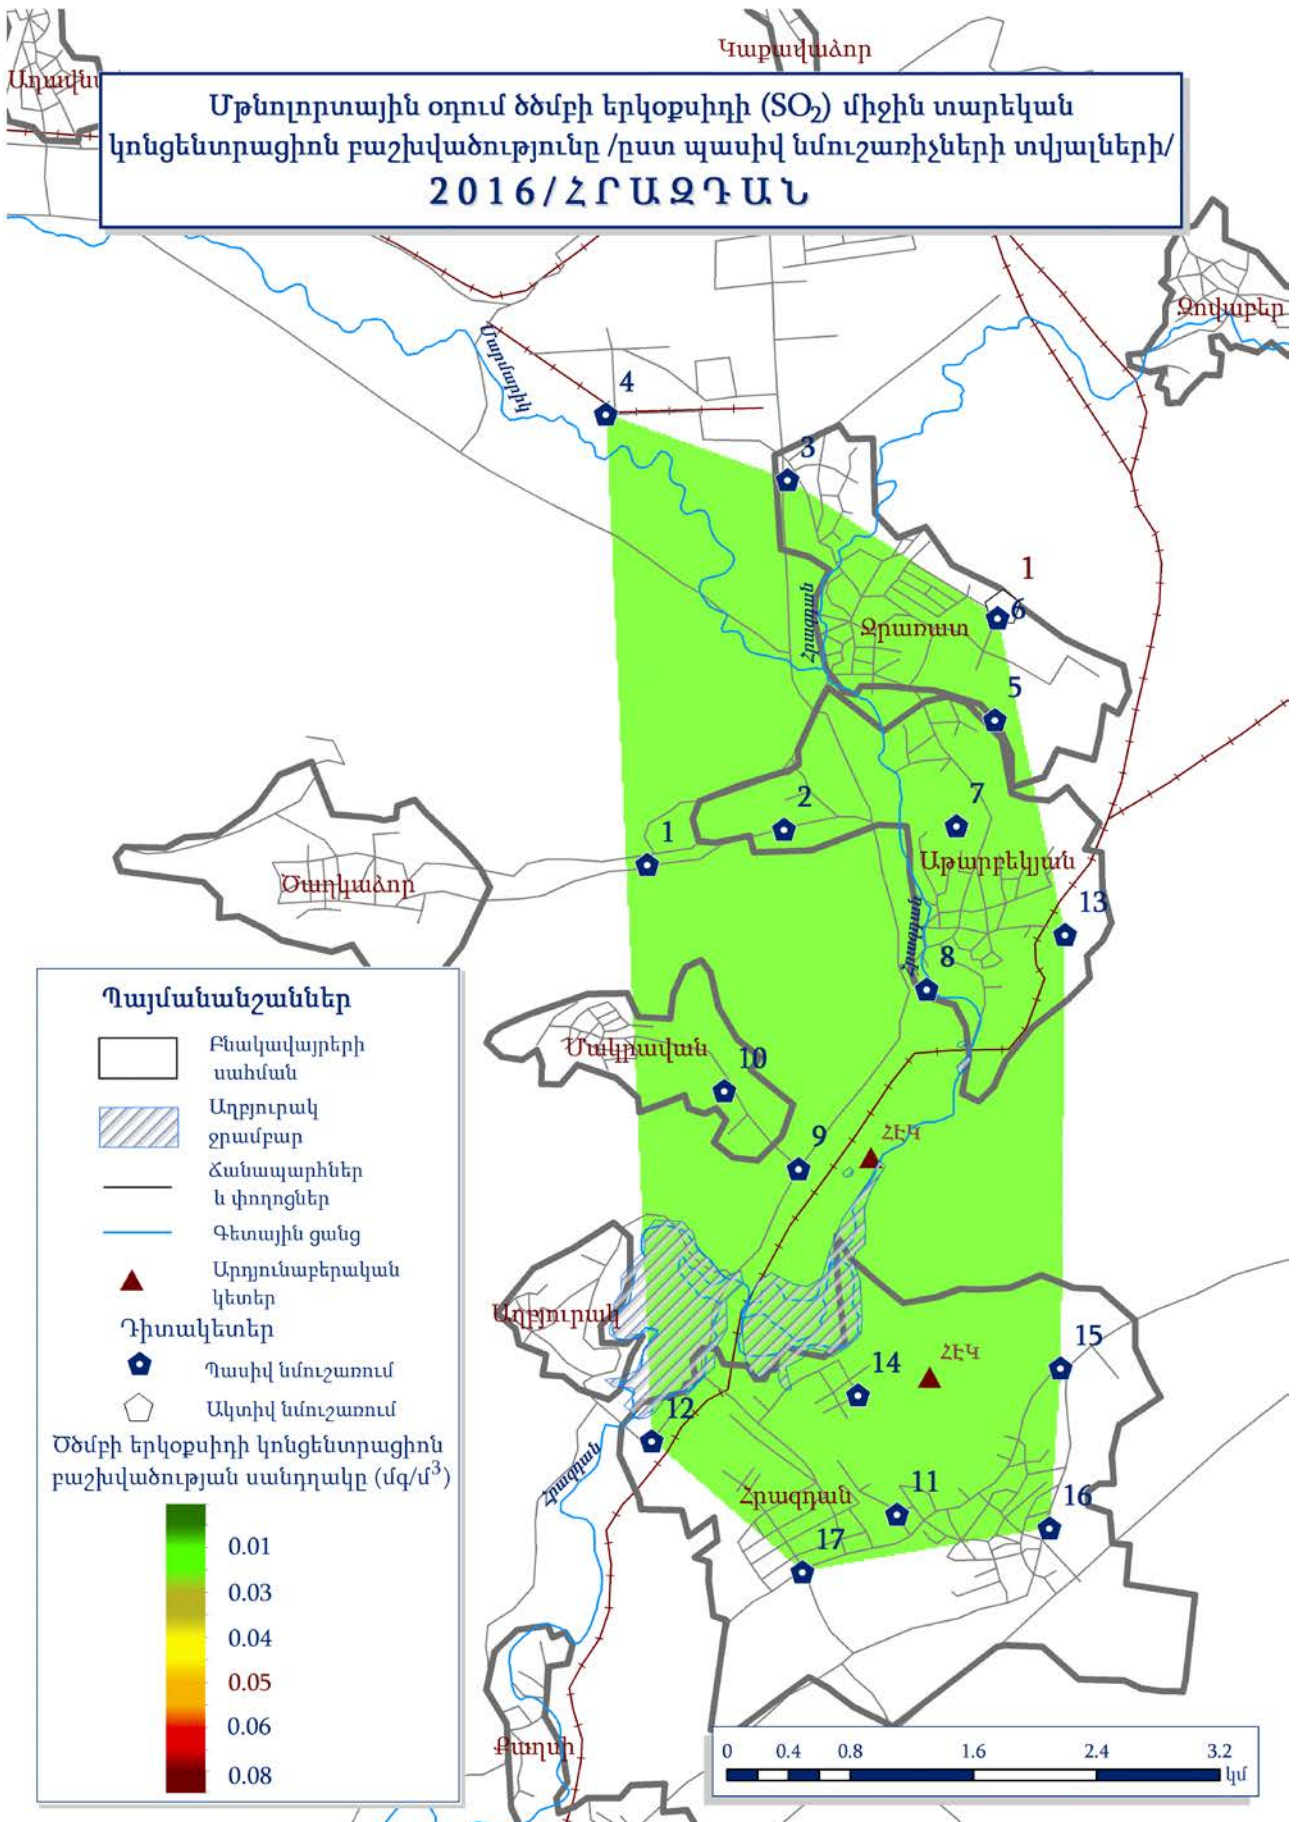 Կաքավաձոր
Մթնոլորտային օդում ծծմբի երկօքսիդի (SO2) միջին տարեկան
կոնցենտրացիոն բաշխվածությունը /ըստ պասիվ նմուշառիչների տվյալների/
2016/ՀՐԱԶԴԱՆ
Զովաբեր
Մարմարիկ
4
3
1
6
Հրազդան
Ջրառատ
5
2
7
1
Աթարբեկյան
Ծաղկաձոր
13
Հրազդան
8
Մակրավան
10
9
ՀԷԿ
Աղբյուրակ
15
14
ՀԷԿ
12
Հրազդան
Հրազդան
11
16
17
Քաղսի
Պայմանանշաններ
Բնակավայրերի
սահման
Աղբյուրակ
ջրամբար
Ճանապարհներ
և փողոցներ
Գետային ցանց
Արդյունաբերական
կետեր
Դիտակետեր
Պասիվ նմուշառում
Ակտիվ նմուշառում
Ծծմբի երկօքսիդի կոնցենտրացիոն
բաշխվածության սանդղակը (մգ/մ3)
0.01
0.03
0.04
0.05
0.06
0.08
0 0.4 0.8 1.6 2.4 3.2
կմ